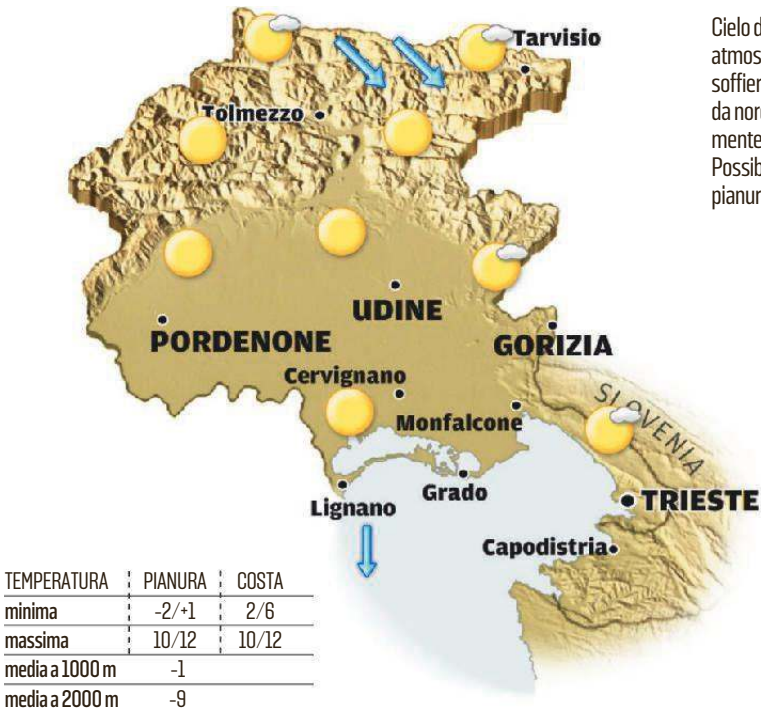 Tarvisio
Tolmezzo
UDINE
PORDENONE
GORIZIA
Cervignano
Monfalcone
SLOVENIA
Lignano
Grado
TRIESTE
Capodistria
Cielo d
atmos
soffier
da nord
mente
Possib
pianur
TEMPERATURA PIANURA COSTA
minima -2/+1 2/6
massima 10/12 10/12
media a 1000 m -1
media a 2000 m -9